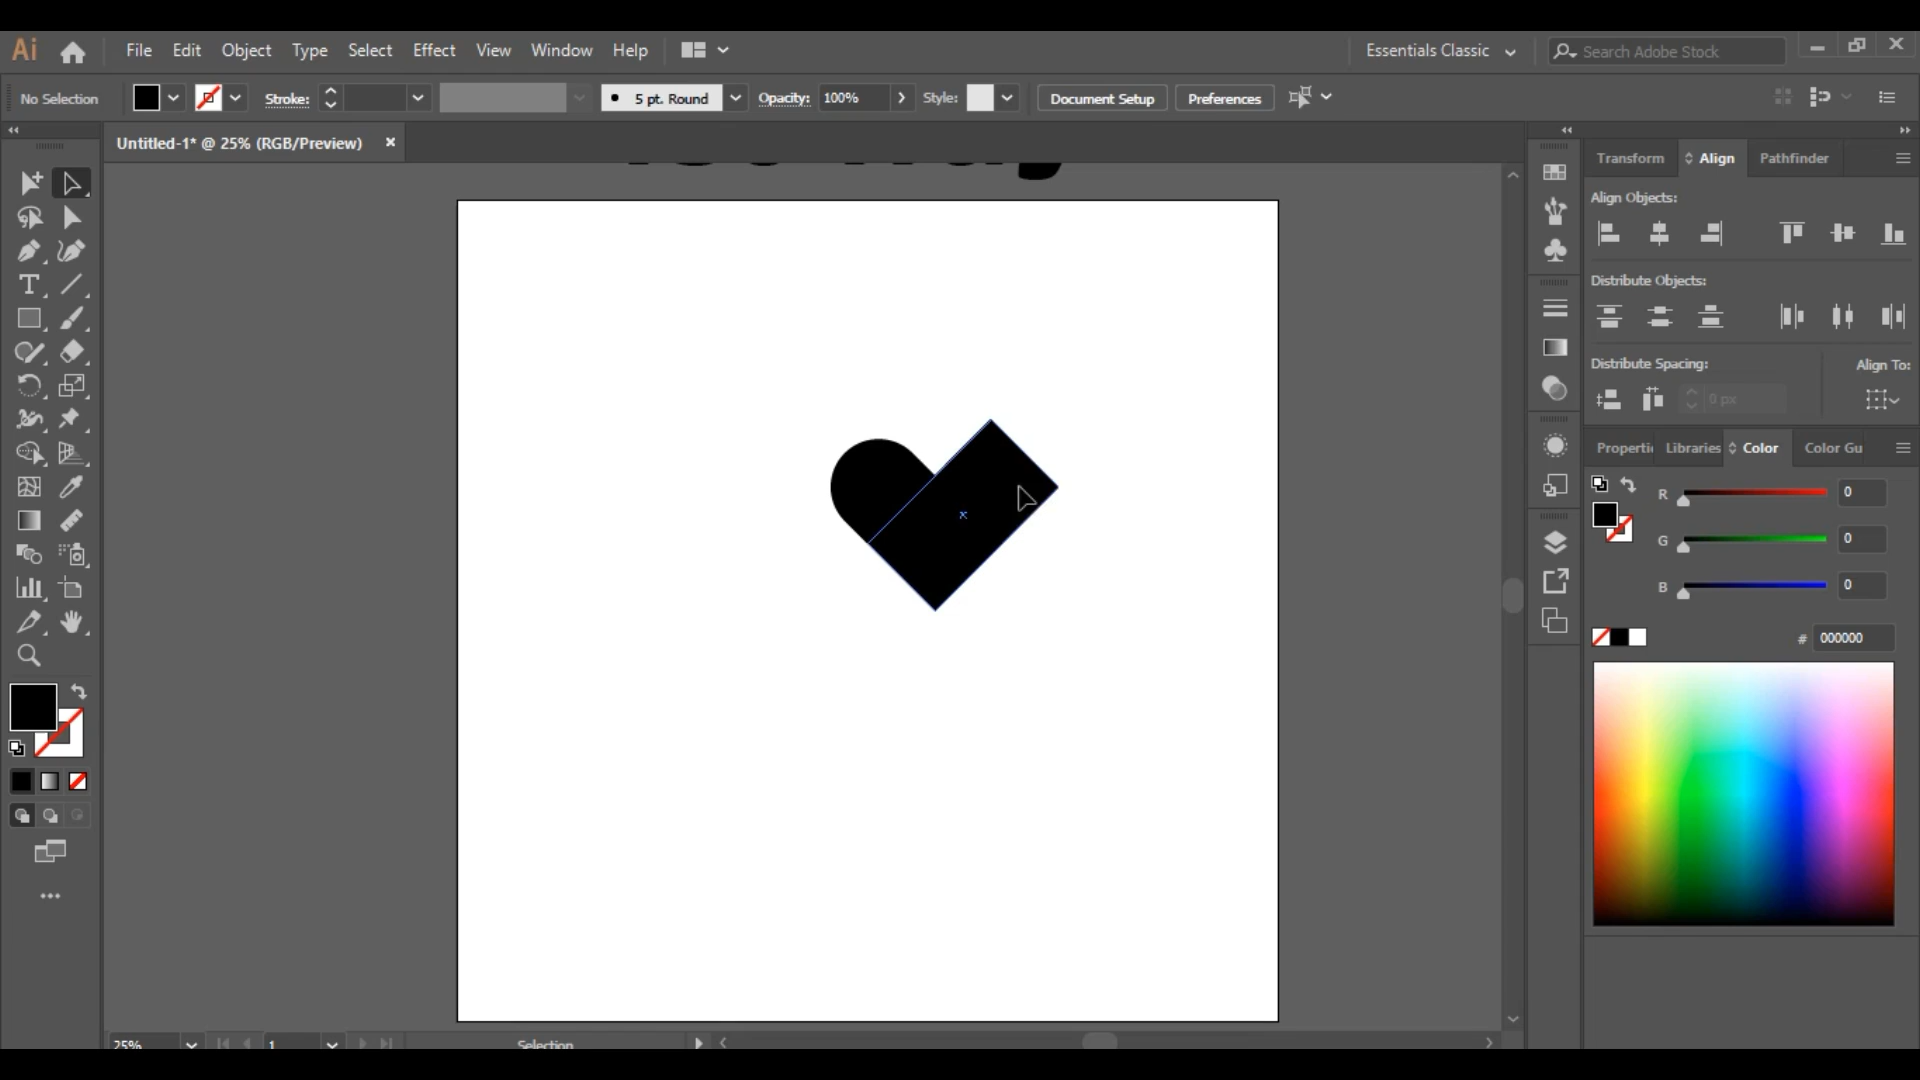 Ai File Edit Object Type Select Effect View Window Help Essentials Classic Search Adobe Stock
No Selection Stroke: 5 pt. Round Opacity: 100% Style: Document Setup Preferences
Untitled-1* @ 25% (RGB/Preview)
Transform Align Pathfinder
Align Objects:
Distribute Objects:
Distribute Spacing: Align To:
0 px
Properti Libraries Color Color Gu
R 0
G 0
B 0
# 000000
25% 1 Selection